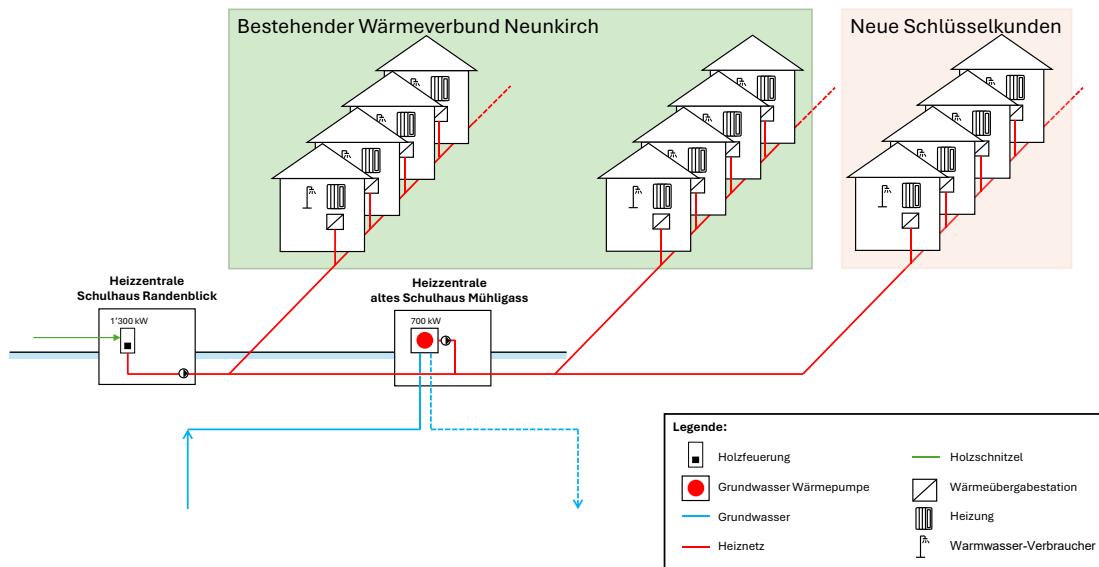 Bestehender Wärmeverbund Neunkirch
Neue Schlüsselkunden
Heizzentrale
Schulhaus Randenblick
Heizzentrale
altes Schulhaus Mühligass
1'300 kW
700 kW
Legende:
Holzfeuerung
Holzschnitzel
Grundwasser Wärmepumpe
Wärmeübergabestation
Grundwasser
Heizung
Heiznetz
Warmwasser-Verbraucher